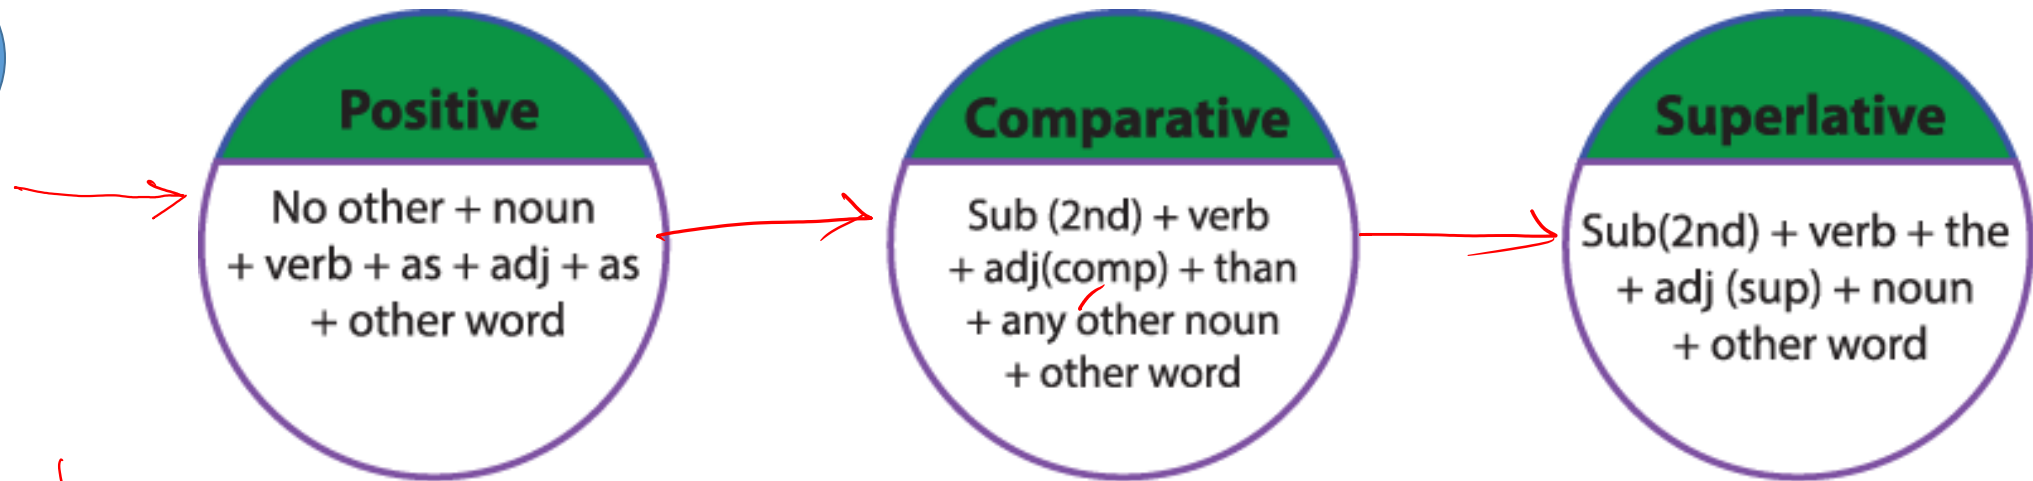 Positive
No other + noun
+ verb + as + adj + as
+ other word
Comparative
Sub (2nd) + verb
+ adj(comp) + than
+ any other noun
+ other word
Superlative
Sub(2nd) + verb + the
+ adj (sup) + noun
+ other word